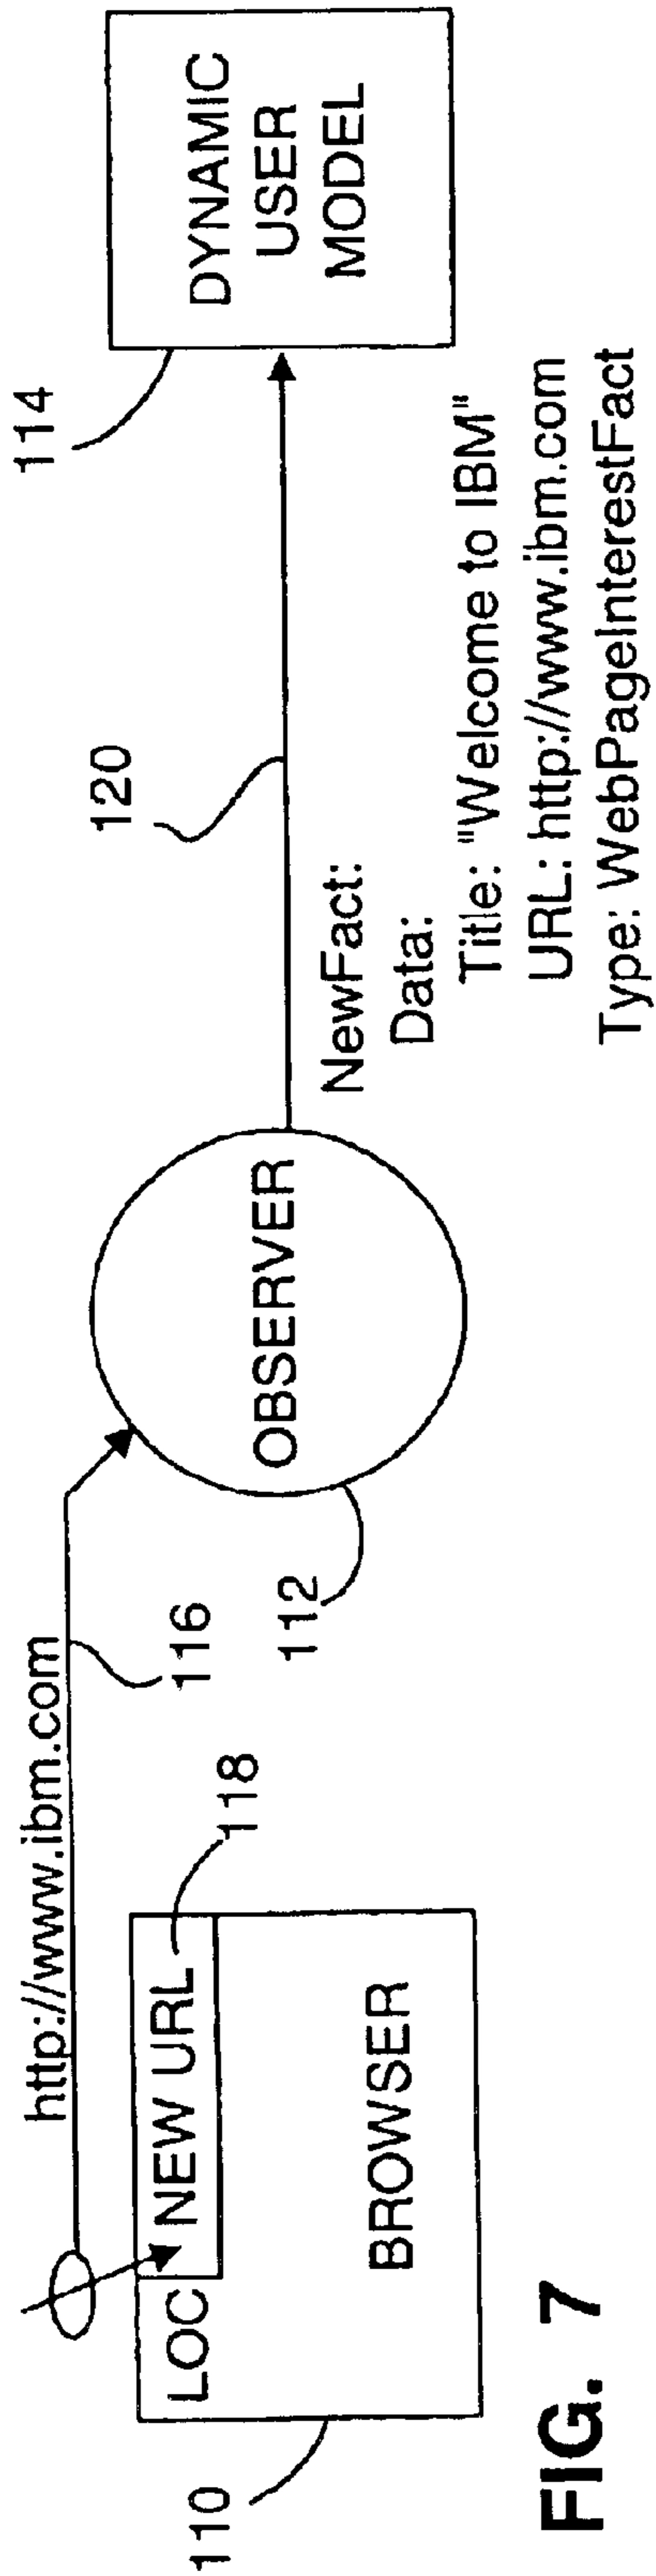 http://www.ibm.com
116
110
LOC
NEW URL
118
BROWSER
112
OBSERVER
120
114
DYNAMIC
USER
MODEL
NewFact:
Data:
Title: "Welcome to IBM"
URL: http://www.ibm.com
Type: WebPageInterestFact
FIG. 7